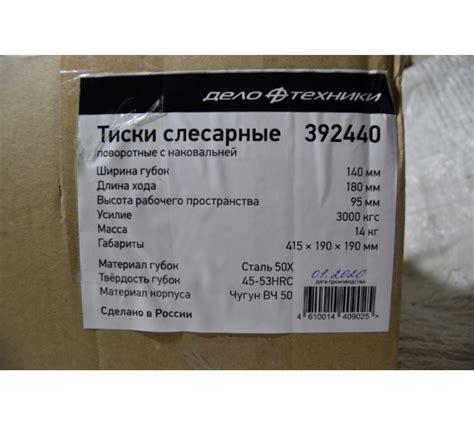 ДЕЛО ТЕХНИКИ
Тиски слесарные 392440
поворотные с наковальней
Ширина губок 140 мм
Длина хода 180 мм
Высота рабочего пространства 95 мм
Усилие 3000 кгс
Масса 14 кг
Габариты 415 × 190 × 190 мм
Материал губок Сталь 50Х
Твёрдость губок 45-53HRC
Материал корпуса Чугун ВЧ 50
01.2020
дата производства
Сделано в России
4 610014 409025 >